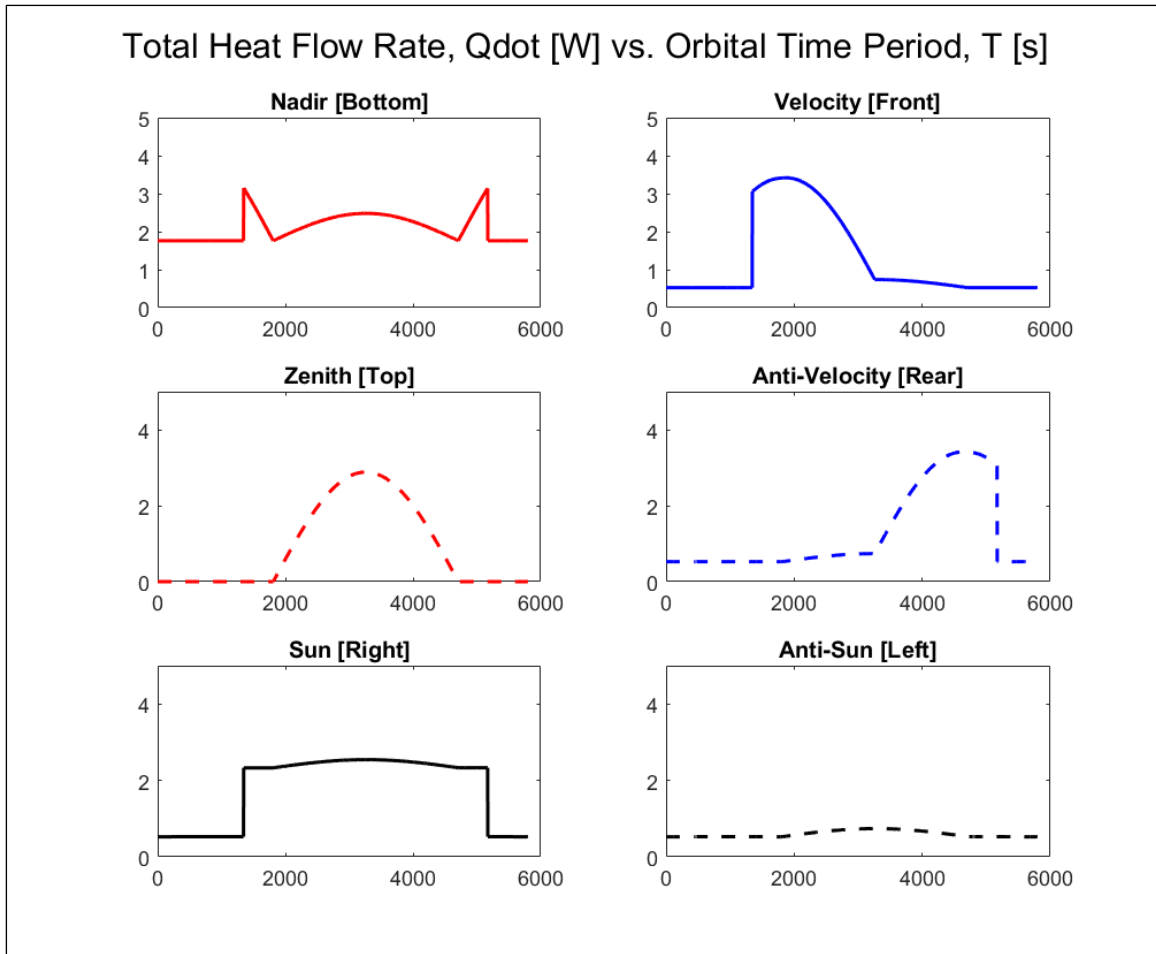 Total Heat Flow Rate, Qdot [W] vs. Orbital Time Period, T [s]
Nadir [Bottom]
5
4
3
2
1
0
0 2000 4000 6000
Velocity [Front]
5
4
3
2
1
0
0 2000 4000 6000
Zenith [Top]
4
2
0
0 2000 4000 6000
Anti-Velocity [Rear]
4
2
0
0 2000 4000 6000
Sun [Right]
4
2
0
0 2000 4000 6000
Anti-Sun [Left]
4
2
0
0 2000 4000 6000